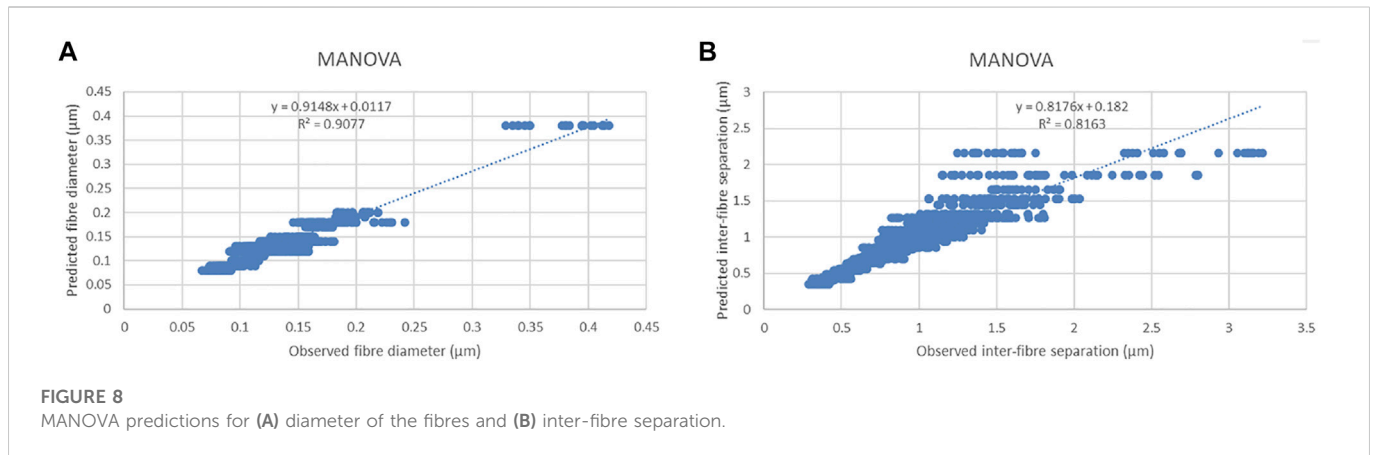 A
MANOVA
0.45
0.4
0.35
0.3
0.25
0.2
0.15
0.1
0.05
0
Predicted fibre diameter (µm)
y = 0.9148x + 0.0117
R² = 0.9077
0 0.05 0.1 0.15 0.2 0.25 0.3 0.35 0.4 0.45
Observed fibre diameter (µm)
B
MANOVA
3
2.5
2
1.5
1
0.5
0
Predicted inter-fibre separation (µm)
y = 0.8176x + 0.182
R² = 0.8163
0 0.5 1 1.5 2 2.5 3 3.5
Observed inter-fibre separation (µm)
FIGURE 8
MANOVA predictions for (A) diameter of the fibres and (B) inter-fibre separation.